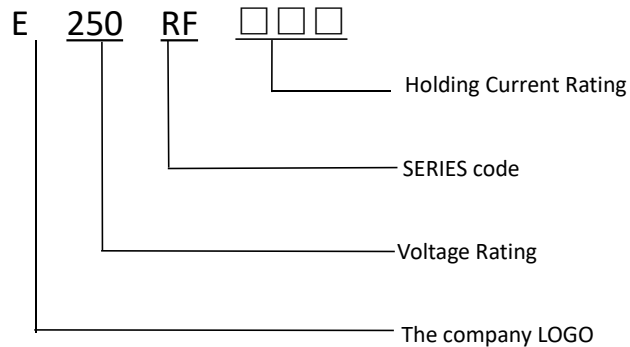 E 250 RF □□□
Holding Current Rating
SERIES code
Voltage Rating
The company LOGO